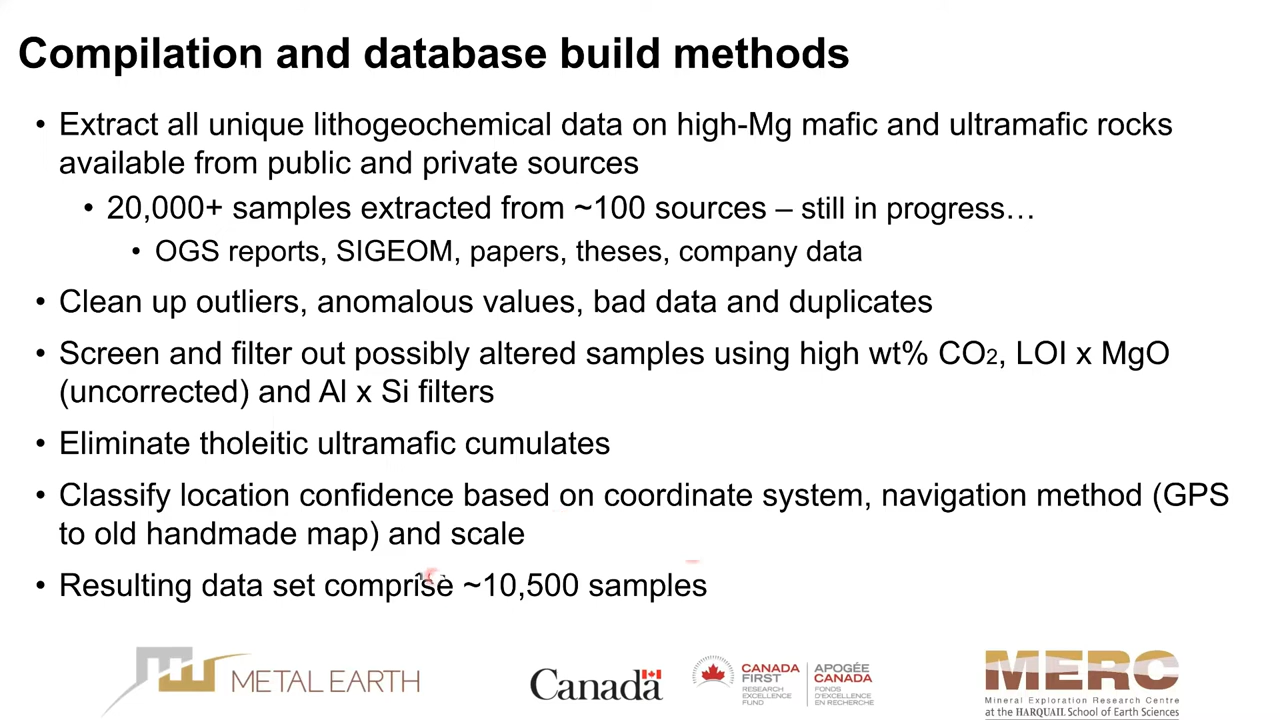 Compilation and database build methods
• Extract all unique lithogeochemical data on high-Mg mafic and ultramafic rocks
available from public and private sources
• 20,000+ samples extracted from ~100 sources – still in progress…
• OGS reports, SIGEOM, papers, theses, company data
• Clean up outliers, anomalous values, bad data and duplicates
• Screen and filter out possibly altered samples using high wt% CO2, LOI x MgO
(uncorrected) and Al x Si filters
• Eliminate tholeitic ultramafic cumulates
• Classify location confidence based on coordinate system, navigation method (GPS
to old handmade map) and scale
• Resulting data set comprise ~10,500 samples
METAL EARTH
Canada
CANADA
FIRST
RESEARCH
EXCELLENCE
FUND
APOGÉE
CANADA
FONDS
D'EXCELLENCE
EN RECHERCHE
MERC
Mineral Exploration Research Centre
at the HARQUAIL School of Earth Sciences